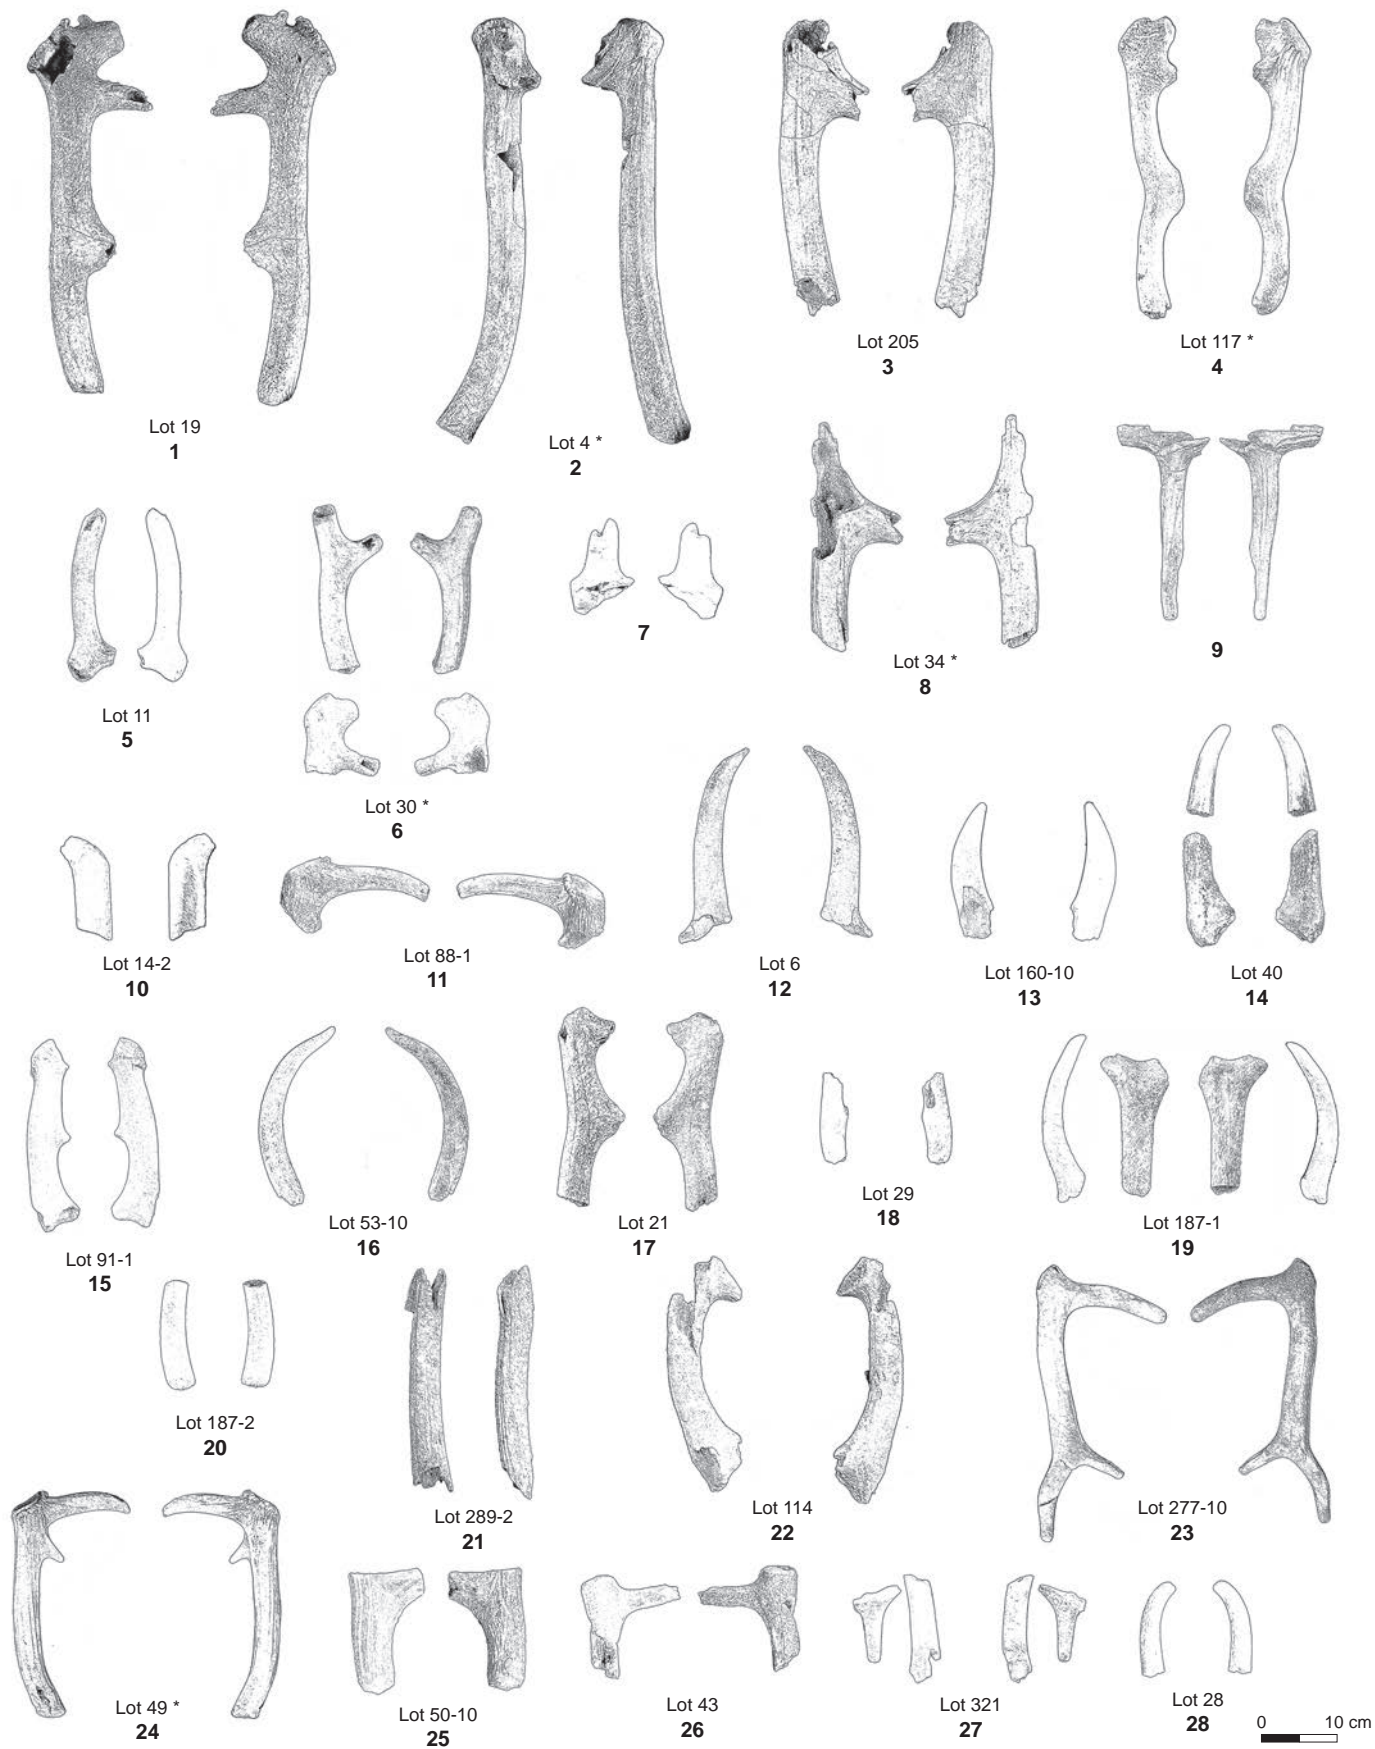 Lot 19
1
Lot 4 *
2
Lot 205
3
Lot 117 *
4
Lot 11
5
Lot 30 *
6
7
Lot 34 *
8
9
Lot 14-2
10
Lot 88-1
11
Lot 6
12
Lot 160-10
13
Lot 40
14
Lot 91-1
15
Lot 53-10
16
Lot 21
17
Lot 29
18
Lot 187-1
19
Lot 187-2
20
Lot 289-2
21
Lot 114
22
Lot 277-10
23
Lot 49 *
24
Lot 50-10
25
Lot 43
26
Lot 321
27
Lot 28
28
0 10 cm